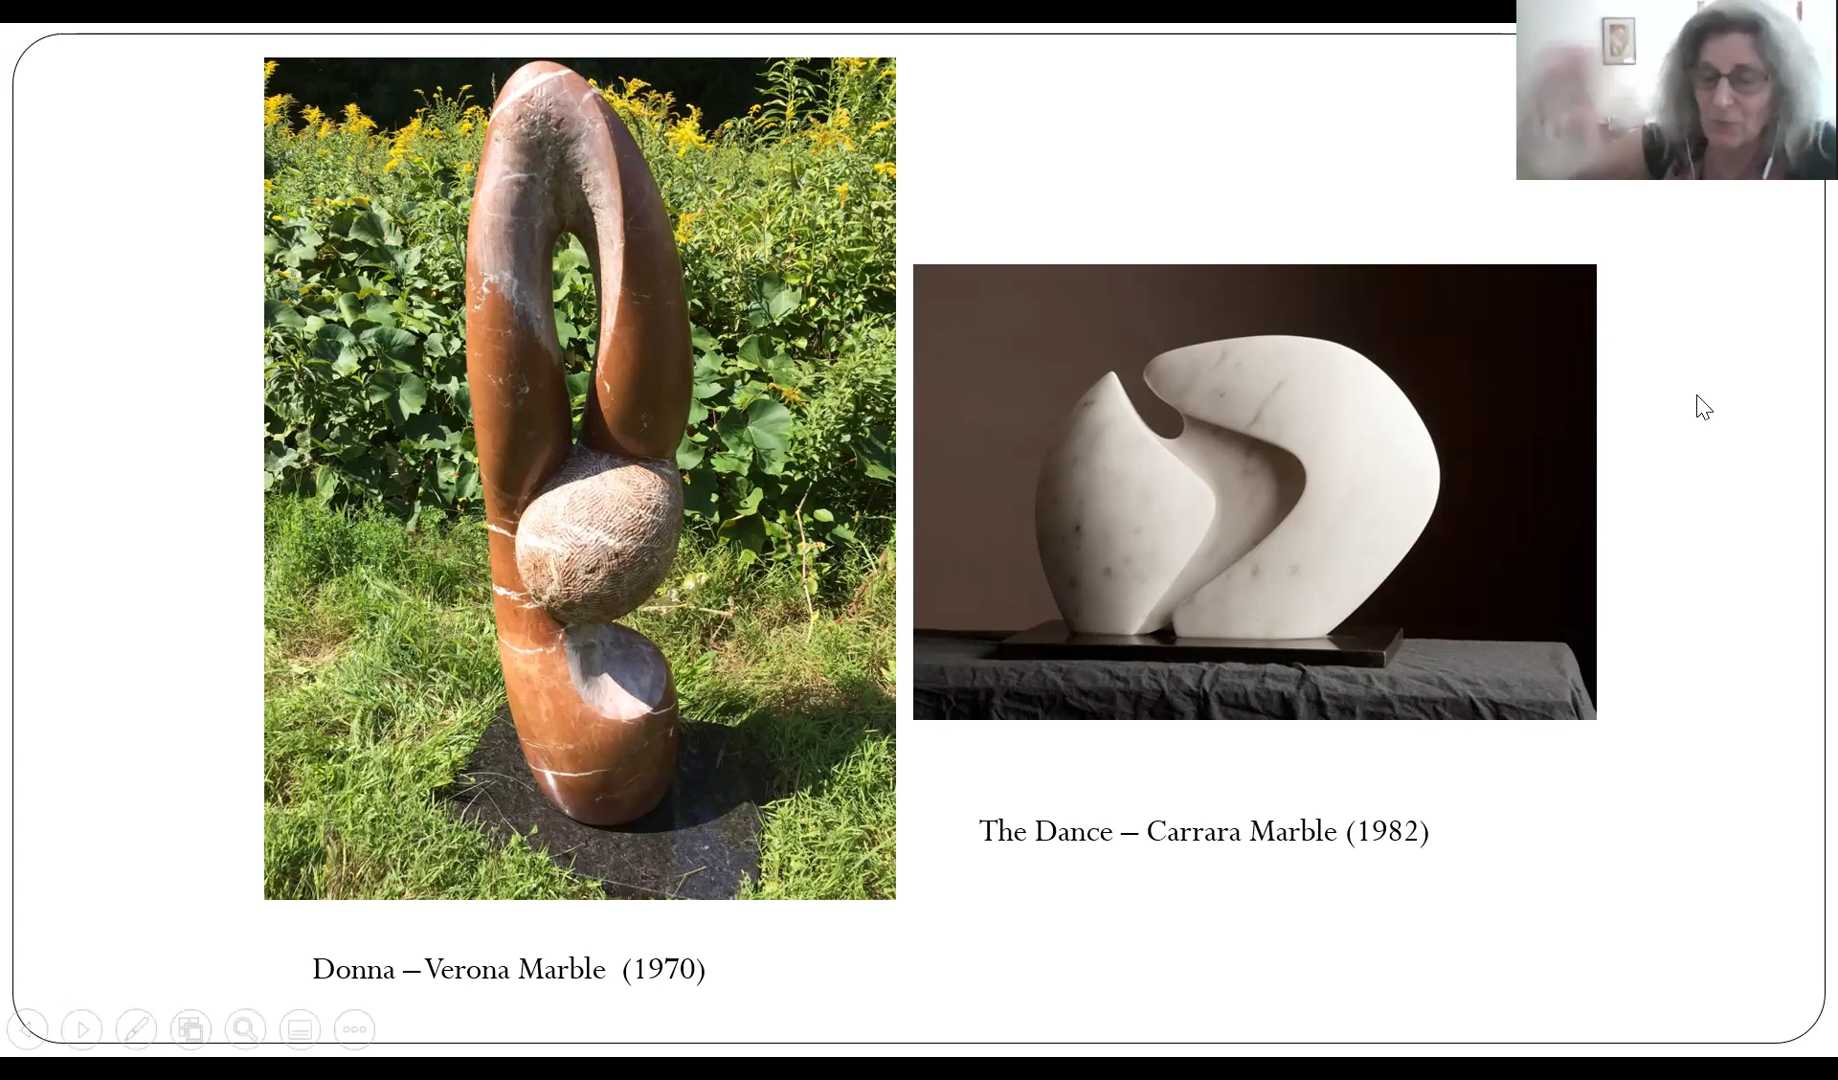 The Dance – Carrara Marble (1982)
Donna –Verona Marble  (1970)